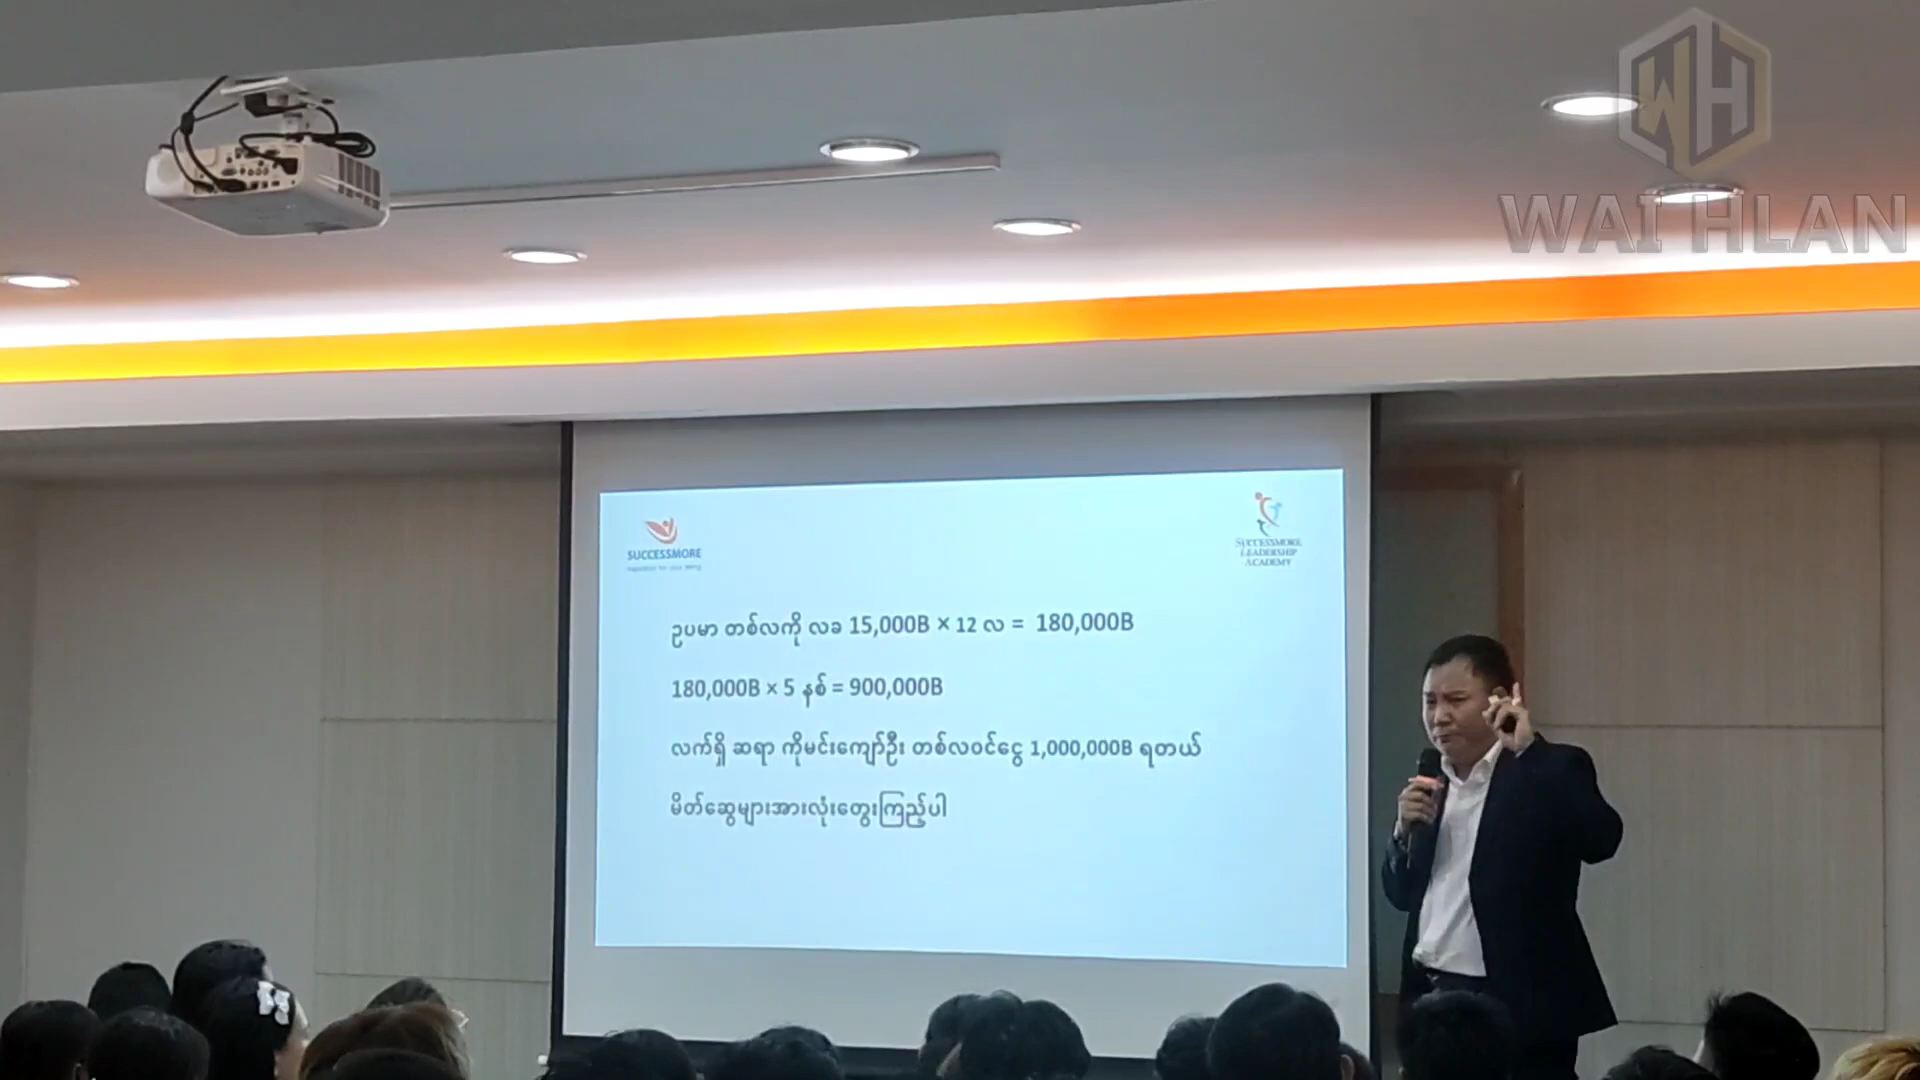 WH
WAI HLAN
SUCCESSMORE
SUCCESSMORE
LEADERSHIP
ACADEMY
ဥပမာ တစ်လကို လခ 15,000B × 12 လ = 180,000B
180,000B × 5 နှစ် = 900,000B
လက်ရှိ ဆရာ ကိုမင်းကျော်ဦး တစ်လဝင်ငွေ 1,000,000B ရတယ်
မိတ်ဆွေများအားလုံးတွေးကြည့်ပါ